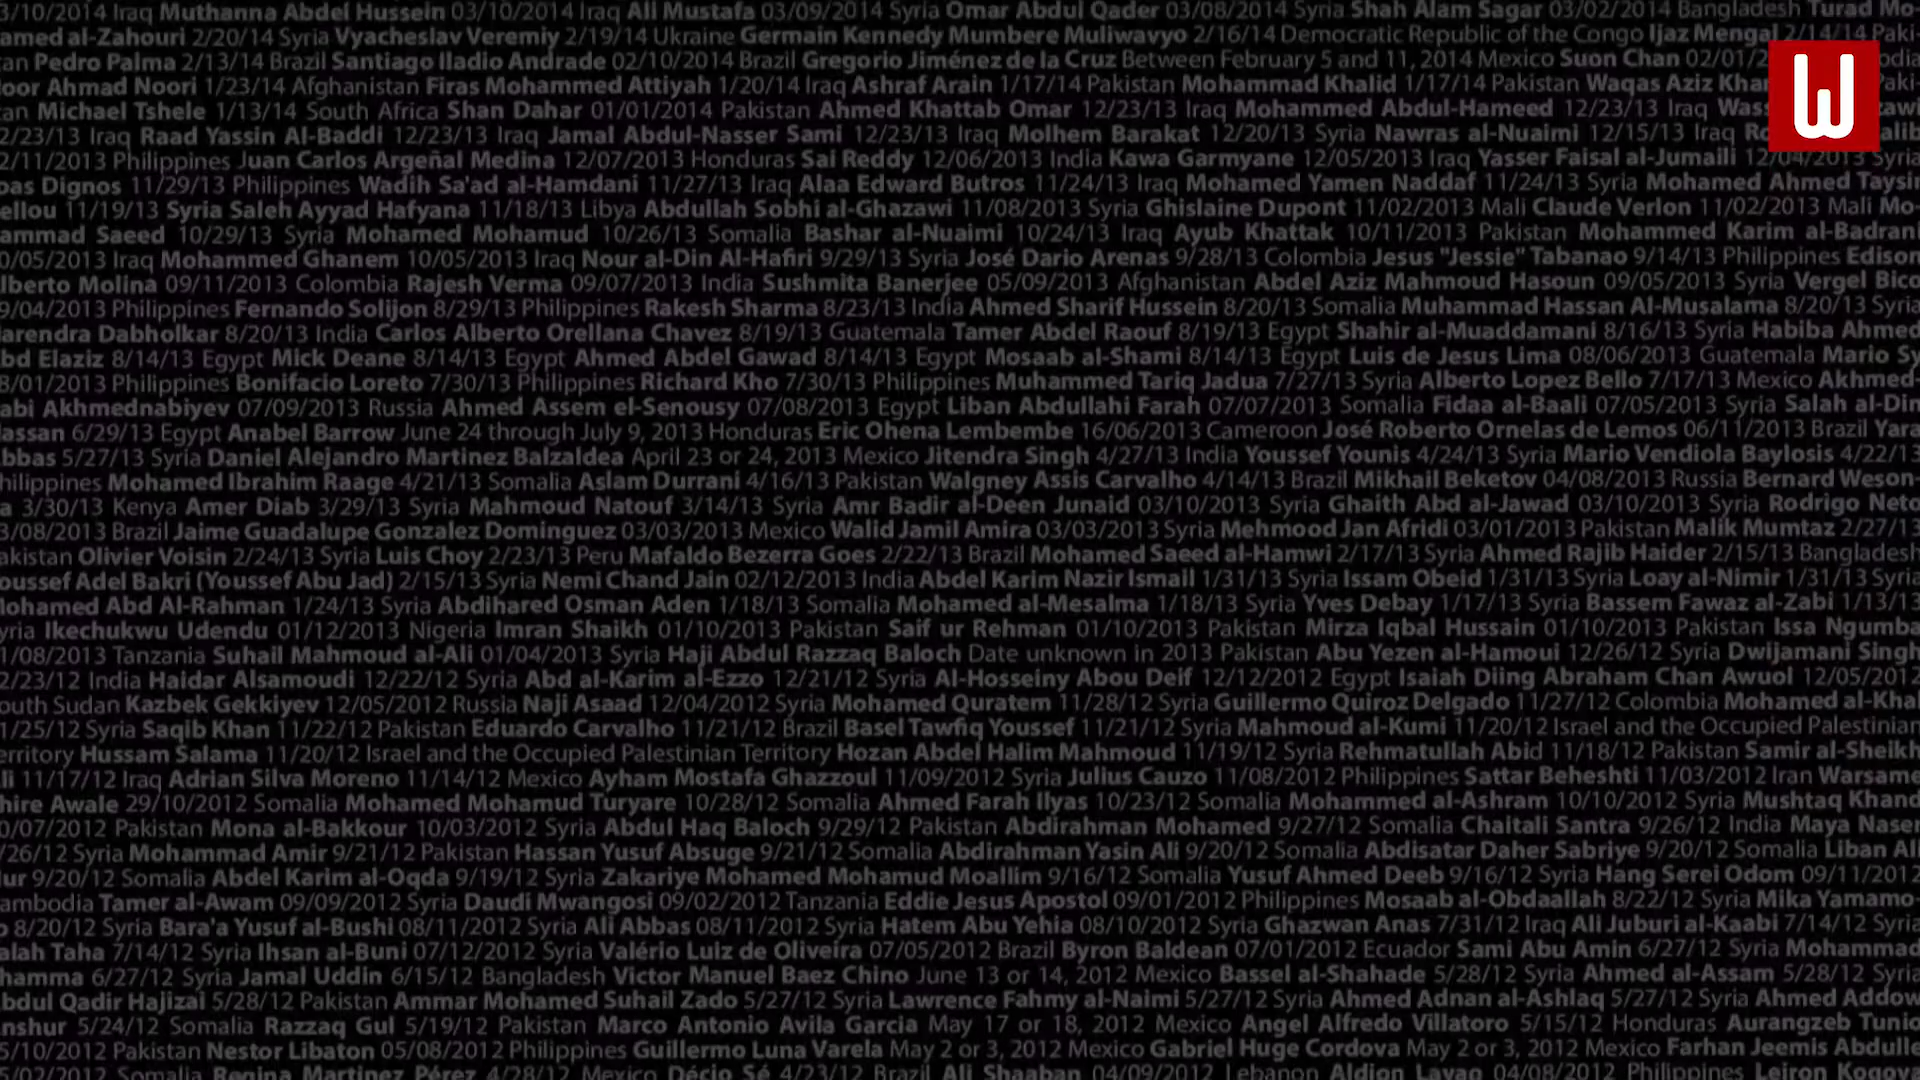 3/10/2014 Iraq Muthanna Abdel Hussein 03/10/2014 Iraq Ali Mustafa 03/09/2014 Syria Omar Abdul Qader 03/08/2014 Syria Shah Alam Sagar 03/02/2014 Bangladesh Turad Mo-
amed al-Zahouri 2/20/14 Syria Vyacheslav Veremiy 2/19/14 Ukraine Germain Kennedy Mumbere Muliwavyo 2/16/14 Democratic Republic of the Congo Ijaz Mengal 2/14/14 Paki-
an Pedro Palma 2/13/14 Brazil Santiago Iladio Andrade 02/10/2014 Brazil Gregorio Jiménez de la Cruz Between February 5 and 11, 2014 Mexico Suon Chan
oor Ahmad Noori 1/23/14 Afghanistan Firas Mohammed Attiyah 1/20/14 Iraq Ashraf Arain 1/17/14 Pakistan Mohammad Khalid 1/17/14 Pakistan Waqas Aziz
an Michael Tshele 1/13/14 South Africa Shan Dahar 01/01/2014 Pakistan Ahmed Khattab Omar 12/23/13 Iraq Mohammed Abdul-Hameed 12/23/13 Iraq
2/23/13 Iraq Raad Yassin Al-Baddi 12/23/13 Iraq Jamal Abdul-Nasser Sami 12/23/13 Iraq Molhem Barakat 12/20/13 Syria Nawras al-Nuaimi 12/15/13 Iraq
2/11/2013 Philippines Juan Carlos Argeñal Medina 12/07/2013 Honduras Sai Reddy 12/06/2013 India Kawa Garmyane 12/05/2013 Iraq Yasser Faisal al-Jumaili 12/04/2013 Syria
oas Dignos 11/29/13 Philippines Wadih Sa'ad al-Hamdani 11/27/13 Iraq Alaa Edward Butros 11/24/13 Iraq Mohamed Yamen Naddaf 11/24/13 Syria Mohamed Ahmed Taysir
ellou 11/19/13 Syria Saleh Ayyad Hafyana 11/18/13 Libya Abdullah Sobhi al-Ghazawi 11/08/2013 Syria Ghislaine Dupont 11/02/2013 Mali Claude Verlon 11/02/2013 Mali Mo-
ammad Saeed 10/29/13 Syria Mohamed Mohamud 10/26/13 Somalia Bashar al-Nuaimi 10/24/13 Iraq Ayub Khattak 10/11/2013 Pakistan Mohammed Karim al-Badrani
0/05/2013 Iraq Mohammed Ghanem 10/05/2013 Iraq Nour al-Din Al-Hafiri 9/29/13 Syria José Dario Arenas 9/28/13 Colombia Jesus "Jessie" Tabanao 9/14/13 Philippines Edison
lberto Molina 09/11/2013 Colombia Rajesh Verma 09/07/2013 India Sushmita Banerjee 05/09/2013 Afghanistan Abdel Aziz Mahmoud Hasoun 09/05/2013 Syria Vergel Bico
9/04/2013 Philippines Fernando Solijon 8/29/13 Philippines Rakesh Sharma 8/23/13 India Ahmed Sharif Hussein 8/20/13 Somalia Muhammad Hassan Al-Musalama 8/20/13 Syria
arendra Dabholkar 8/20/13 India Carlos Alberto Orellana Chavez 8/19/13 Guatemala Tamer Abdel Raouf 8/19/13 Egypt Shahir al-Muaddamani 8/16/13 Syria Habiba Ahmed
bd Elaziz 8/14/13 Egypt Mick Deane 8/14/13 Egypt Ahmed Abdel Gawad 8/14/13 Egypt Mosaab al-Shami 8/14/13 Egypt Luis de Jesus Lima 08/06/2013 Guatemala Mario Sy
8/01/2013 Philippines Bonifacio Loreto 7/30/13 Philippines Richard Kho 7/30/13 Philippines Muhammed Tariq Jadua 7/27/13 Syria Alberto Lopez Bello 7/17/13 Mexico Akhmed-
abi Akhmednabiyev 07/09/2013 Russia Ahmed Assem el-Senousy 07/08/2013 Egypt Liban Abdullahi Farah 07/07/2013 Somalia Fidaa al-Baali 07/05/2013 Syria Salah al-Din
assan 6/29/13 Egypt Anabel Barrow June 24 through July 9, 2013 Honduras Eric Ohena Lembembe 16/06/2013 Cameroon José Roberto Ornelas de Lemos 06/11/2013 Brazil Yara
bbas 5/27/13 Syria Daniel Alejandro Martinez Balzaldea April 23 or 24, 2013 Mexico Jitendra Singh 4/27/13 India Youssef Younis 4/24/13 Syria Mario Vendiola Baylosis 4/22/13
hilippines Mohamed Ibrahim Raage 4/21/13 Somalia Aslam Durrani 4/16/13 Pakistan Walgney Assis Carvalho 4/14/13 Brazil Mikhail Beketov 04/08/2013 Russia Bernard Weson-
a 3/30/13 Kenya Amer Diab 3/29/13 Syria Mahmoud Natouf 3/14/13 Syria Amr Badir al-Deen Junaid 03/10/2013 Syria Ghaith Abd al-Jawad 03/10/2013 Syria Rodrigo Neto
3/08/2013 Brazil Jaime Guadalupe Gonzalez Dominguez 03/03/2013 Mexico Walid Jamil Amira 03/03/2013 Syria Mehmood Jan Afridi 03/01/2013 Pakistan Malik Mumtaz 2/27/13
akistan Olivier Voisin 2/24/13 Syria Luis Choy 2/23/13 Peru Mafaldo Bezerra Goes 2/22/13 Brazil Mohamed Saeed al-Hamwi 2/17/13 Syria Ahmed Rajib Haider 2/15/13 Bangladesh
oussef Adel Bakri (Youssef Abu Jad) 2/15/13 Syria Nemi Chand Jain 02/12/2013 India Abdel Karim Nazir Ismail 1/31/13 Syria Issam Obeid 1/31/13 Syria Loay al-Nimir 1/31/13 Syria
ohamed Abd Al-Rahman 1/24/13 Syria Abdihared Osman Aden 1/18/13 Somalia Mohamed al-Mesalma 1/18/13 Syria Yves Debay 1/17/13 Syria Bassem Fawaz al-Zabi 1/13/13
yria Ikechukwu Udendu 01/12/2013 Nigeria Imran Shaikh 01/10/2013 Pakistan Saif ur Rehman 01/10/2013 Pakistan Mirza Iqbal Hussain 01/10/2013 Pakistan Issa Ngumba
1/08/2013 Tanzania Suhail Mahmoud al-Ali 01/04/2013 Syria Haji Abdul Razzaq Baloch Date unknown in 2013 Pakistan Abu Yezen al-Hamoui 12/26/12 Syria Dwijamani Singh
2/23/12 India Haidar Alsamoudi 12/22/12 Syria Abd al-Karim al-Ezzo 12/21/12 Syria Al-Hosseiny Abou Deif 12/12/2012 Egypt Isaiah Diing Abraham Chan Awuol 12/05/2012
outh Sudan Kazbek Gekkiyev 12/05/2012 Russia Naji Asaad 12/04/2012 Syria Mohamed Quratem 11/28/12 Syria Guillermo Quiroz Delgado 11/27/12 Colombia Mohamed al-Khal
1/25/12 Syria Saqib Khan 11/22/12 Pakistan Eduardo Carvalho 11/21/12 Brazil Basel Tawfiq Youssef 11/21/12 Syria Mahmoud al-Kumi 11/20/12 Israel and the Occupied Palestinian
erritory Hussam Salama 11/20/12 Israel and the Occupied Palestinian Territory Hozan Abdel Halim Mahmoud 11/19/12 Syria Rehmatullah Abid 11/18/12 Pakistan Samir al-Sheikh
li 11/17/12 Iraq Adrian Silva Moreno 11/14/12 Mexico Ayham Mostafa Ghazzoul 11/09/2012 Syria Julius Cauzo 11/08/2012 Philippines Sattar Beheshti 11/03/2012 Iran Warsame
hire Awale 29/10/2012 Somalia Mohamed Mohamud Turyare 10/28/12 Somalia Ahmed Farah Ilyas 10/23/12 Somalia Mohammed al-Ashram 10/10/2012 Syria Mushtaq Khand
0/07/2012 Pakistan Mona al-Bakkour 10/03/2012 Syria Abdul Haq Baloch 9/29/12 Pakistan Abdirahman Mohamed 9/27/12 Somalia Chaitali Santra 9/26/12 India Maya Naser
/26/12 Syria Mohammad Amir 9/21/12 Pakistan Hassan Yusuf Absuge 9/21/12 Somalia Abdirahman Yasin Ali 9/20/12 Somalia Abdisatar Daher Sabriye 9/20/12 Somalia Liban Ali
ur 9/20/12 Somalia Abdel Karim al-Oqda 9/19/12 Syria Zakariye Mohamed Mohamud Moallim 9/16/12 Somalia Yusuf Ahmed Deeb 9/16/12 Syria Hang Serei Odom 09/11/2012
ambodia Tamer al-Awam 09/09/2012 Syria Daudi Mwangosi 09/02/2012 Tanzania Eddie Jesus Apostol 09/01/2012 Philippines Mosaab al-Obdaallah 8/22/12 Syria Mika Yamamo-
o 8/20/12 Syria Bara'a Yusuf al-Bushi 08/11/2012 Syria Ali Abbas 08/11/2012 Syria Hatem Abu Yehia 08/10/2012 Syria Ghazwan Anas 7/31/12 Iraq Ali Juburi al-Kaabi 7/14/12 Syria
alah Taha 7/14/12 Syria Ihsan al-Buni 07/12/2012 Syria Valério Luiz de Oliveira 07/05/2012 Brazil Byron Baldean 07/01/2012 Ecuador Sami Abu Amin 6/27/12 Syria Mohammad
hamma 6/27/12 Syria Jamal Uddin 6/15/12 Bangladesh Victor Manuel Baez Chino June 13 or 14, 2012 Mexico Bassel al-Shahade 5/28/12 Syria Ahmed al-Assam 5/28/12 Syria
bdul Qadir Hajizai 5/28/12 Pakistan Ammar Mohamed Suhail Zado 5/27/12 Syria Lawrence Fahmy al-Naimi 5/27/12 Syria Ahmed Adnan al-Ashlaq 5/27/12 Syria Ahmed Addow
nshur 5/24/12 Somalia Razzaq Gul 5/19/12 Pakistan Marco Antonio Avila Garcia May 17 or 18, 2012 Mexico Angel Alfredo Villatoro 5/15/12 Honduras Aurangzeb Tunio
5/10/2012 Pakistan Nestor Libaton 05/08/2012 Philippines Guillermo Luna Varela May 2 or 3, 2012 Mexico Gabriel Huge Cordova May 2 or 3, 2012 Mexico Farhan Jeemis Abdulle
5/02/2012 Somalia Regina Martinez Pérez 4/28/12 Mexico Décio Sé 4/23/12 Brazil Ali Shaaban 04/09/2012 Lebanon Aldion Layao 04/08/2012 Philippines Leiron Kogoya
W